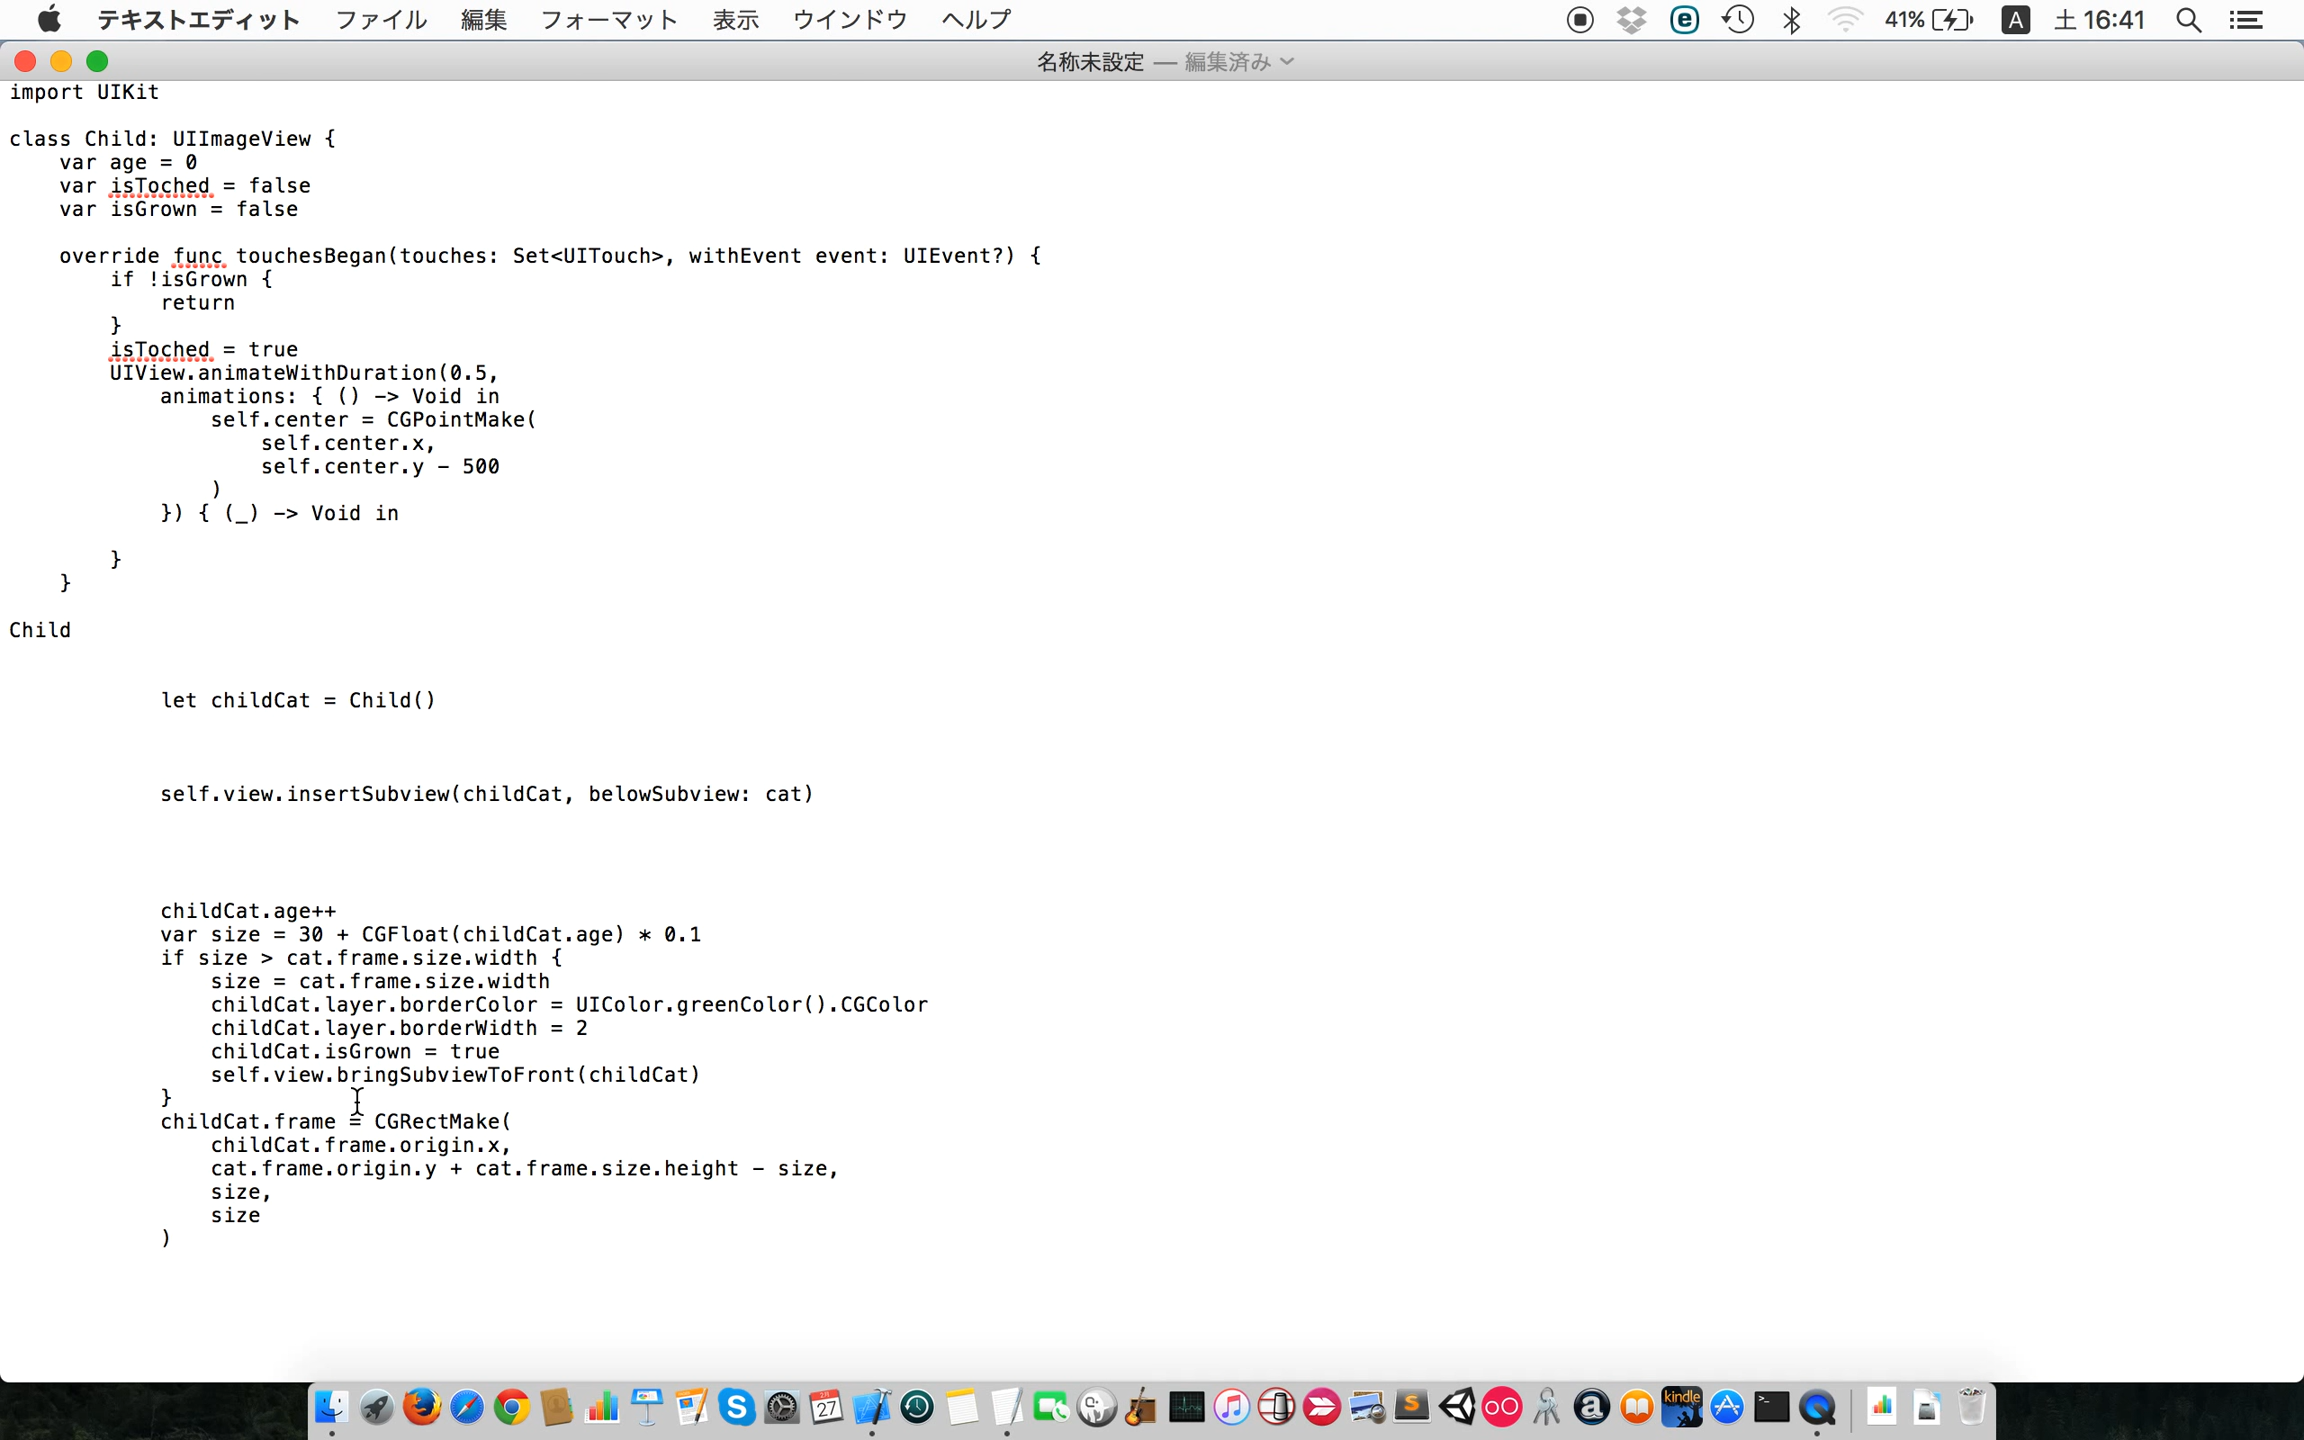 テキストエディット ファイル 編集 フォーマット 表示 ウインドウ ヘルプ 41% A 土 16:41
名称未設定 — 編集済み
import UIKit
class Child: UIImageView {
    var age = 0
    var isToched = false
    var isGrown = false
    override func touchesBegan(touches: Set<UITouch>, withEvent event: UIEvent?) {
        if !isGrown {
            return
        }
        isToched = true
        UIView.animateWithDuration(0.5,
            animations: { () -> Void in
                self.center = CGPointMake(
                    self.center.x,
                    self.center.y - 500
                )
            }) { (_) -> Void in
        }
    }
Child
            let childCat = Child()
            self.view.insertSubview(childCat, belowSubview: cat)
            childCat.age++
            var size = 30 + CGFloat(childCat.age) * 0.1
            if size > cat.frame.size.width {
                size = cat.frame.size.width
                childCat.layer.borderColor = UIColor.greenColor().CGColor
                childCat.layer.borderWidth = 2
                childCat.isGrown = true
                self.view.bringSubviewToFront(childCat)
            }
            childCat.frame = CGRectMake(
                childCat.frame.origin.x,
                cat.frame.origin.y + cat.frame.size.height - size,
                size,
                size
            )
2月
27
kindle